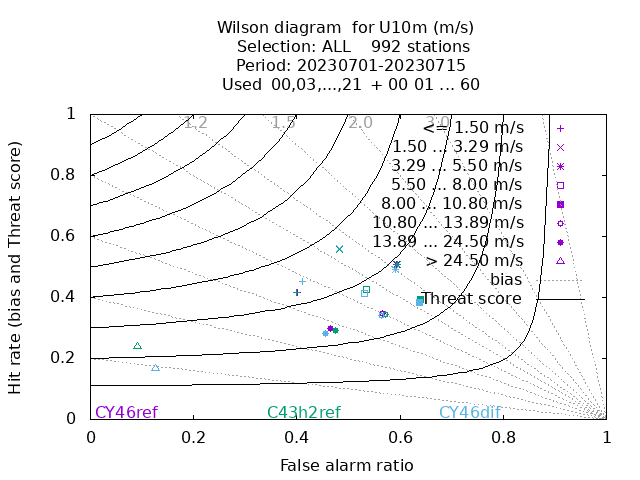 Wilson diagram for U10m (m/s)
Selection: ALL 992 stations
Period: 20230701-20230715
Used 00,03,...,21 + 00 01 ... 60
Hit rate (bias and Threat score)
1
0.8
0.6
0.4
0.2
0
1.2 1.5 2.0 3.0
<= 1.50 m/s
1.50 ... 3.29 m/s
3.29 ... 5.50 m/s
5.50 ... 8.00 m/s
8.00 ... 10.80 m/s
10.80 ... 13.89 m/s
13.89 ... 24.50 m/s
> 24.50 m/s
bias
Threat score
CY46ref C43h2ref CY46dif
0 0.2 0.4 0.6 0.8 1
False alarm ratio